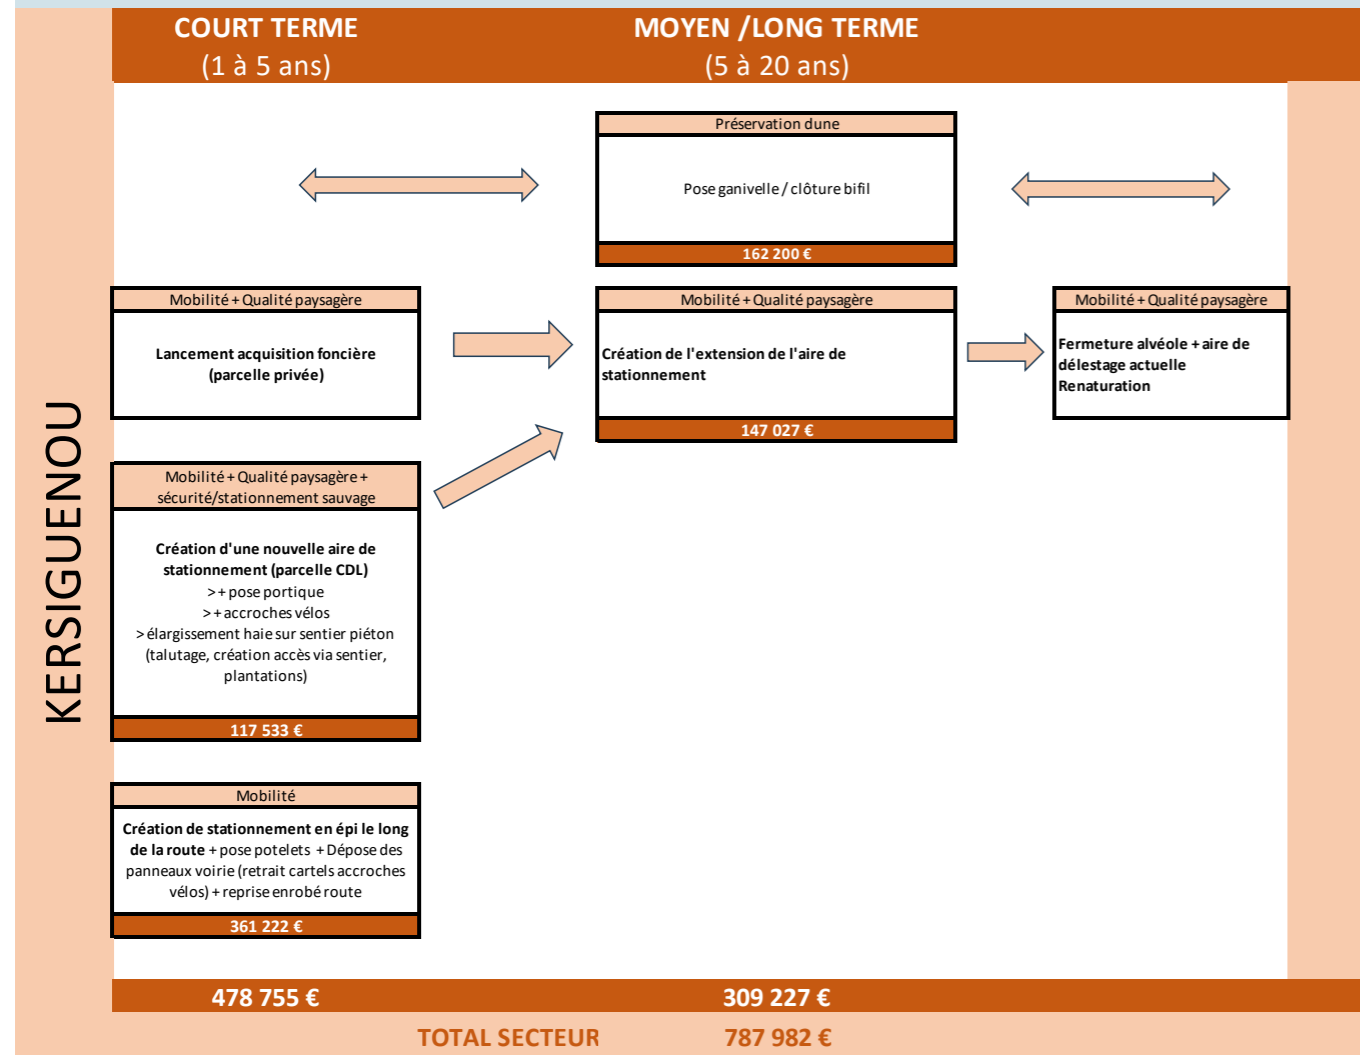 COURT TERME
(1 à 5 ans)
MOYEN /LONG TERME
(5 à 20 ans)
KERSIGUENOU
Préservation dune
Pose ganivelle / clôture bifil
162 200 €
Mobilité + Qualité paysagère
Lancement acquisition foncière
(parcelle privée)
Mobilité + Qualité paysagère
Création de l'extension de l'aire de
stationnement
147 027 €
Mobilité + Qualité paysagère
Fermeture alvéole + aire de
délestage actuelle
Renaturation
Mobilité + Qualité paysagère +
sécurité/stationnement sauvage
Création d'une nouvelle aire de
stationnement (parcelle CDL)
> + pose portique
> + accroches vélos
> élargissement haie sur sentier piéton
(talutage, création accès via sentier,
plantations)
117 533 €
Mobilité
Création de stationnement en épi le long
de la route + pose potelets + Dépose des
panneaux voirie (retrait cartels accroches
vélos) + reprise enrobé route
361 222 €
478 755 €
309 227 €
TOTAL SECTEUR
787 982 €